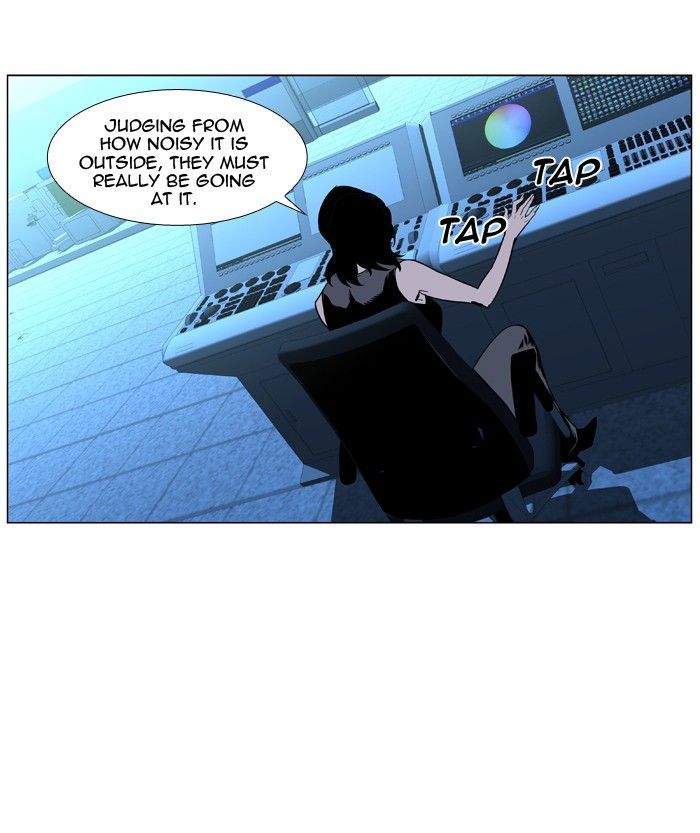 JUDGING FROM
HOW NOISY IT IS
OUTSIDE, THEY MUST
REALLY BE GOING
AT IT.
TAP
TAP